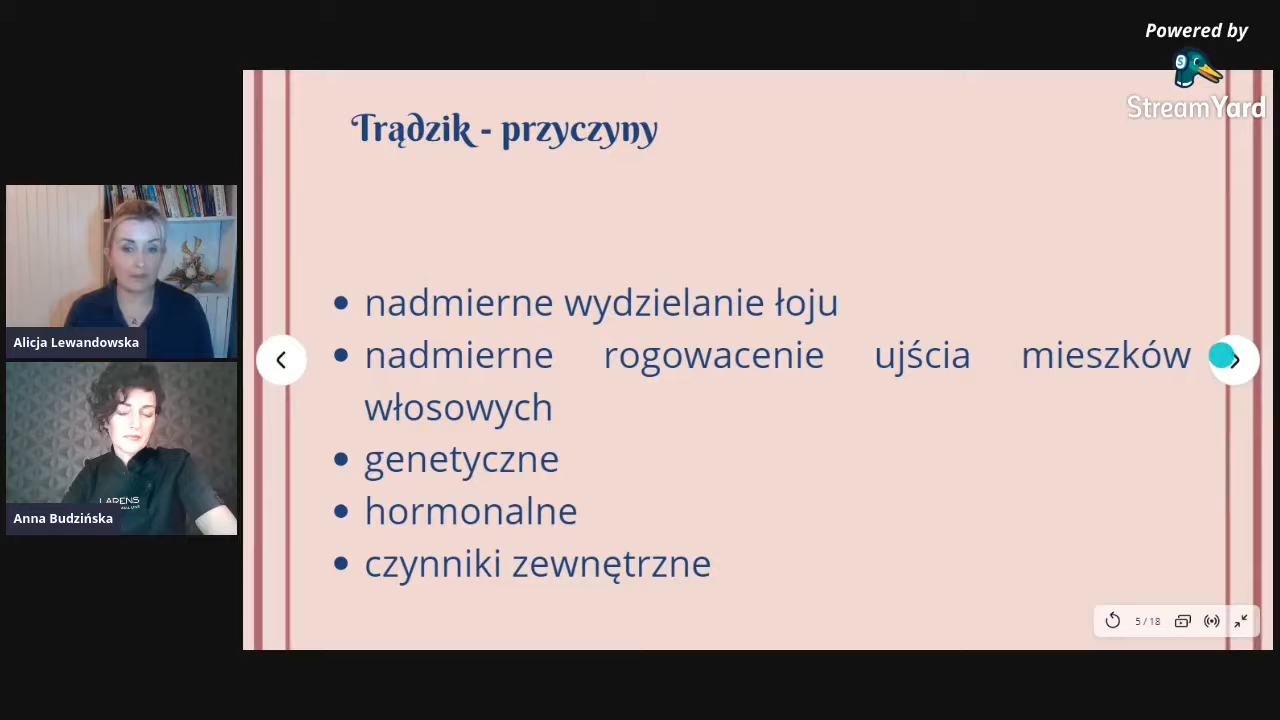 Powered by
StreamYard
Trądzik - przyczyny
nadmierne wydzielanie łoju
nadmierne rogowacenie ujścia mieszków
włosowych
genetyczne
hormonalne
czynniki zewnętrzne
Alicja Lewandowska
LARENS
Anna Budzińska
5 / 18